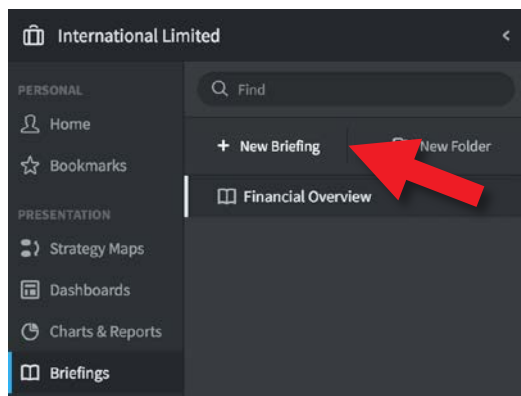 International Limited
PERSONAL
Home
Bookmarks
PRESENTATION
Strategy Maps
Dashboards
Charts & Reports
Briefings
Find
+ New Briefing
New Folder
Financial Overview